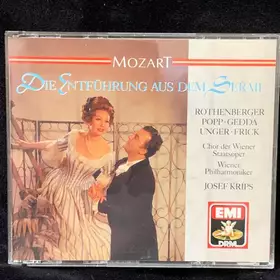 MOZART
DIE ENTFÜHRUNG AUS DEM SERAIL
ROTHENBERGER
POPP·GEDDA
UNGER·FRICK
Chor der Wiener
Staatsoper
Wiener
Philharmoniker
JOSEF KRIPS
EMI
DRM